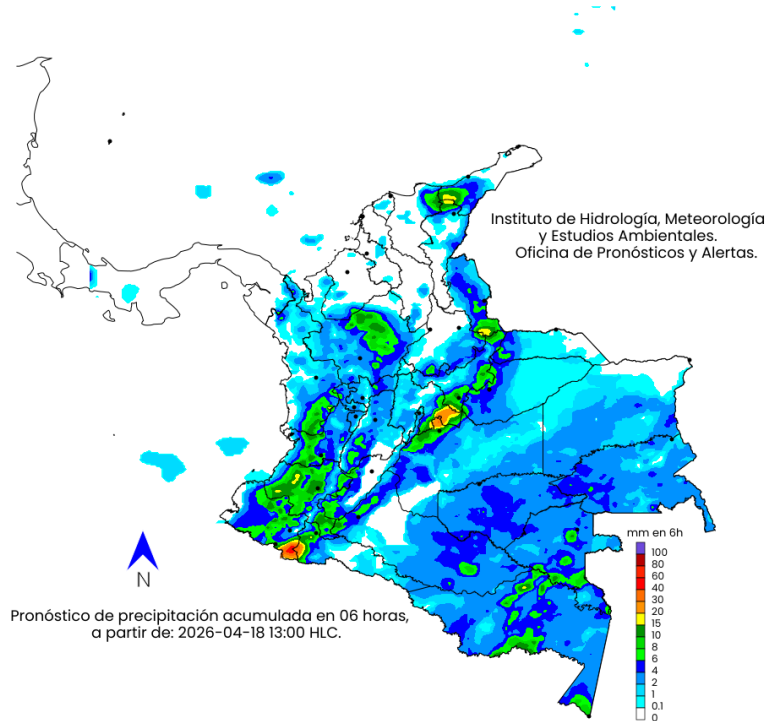 Instituto de Hidrología, Meteorología
y Estudios Ambientales.
Oficina de Pronósticos y Alertas.
mm en 6h
100
80
60
40
30
20
15
10
8
6
4
2
1
0.1
0
N
Pronóstico de precipitación acumulada en 06 horas,
a partir de: 2026-04-18 13:00 HLC.